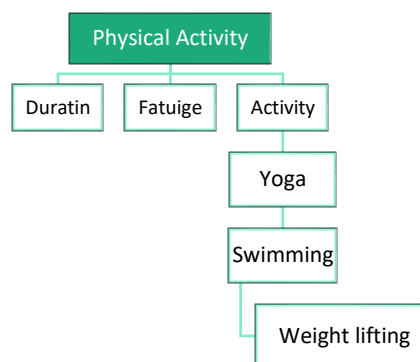 Physical Activity
Duratin
Fatuige
Activity
Yoga
Swimming
Weight lifting